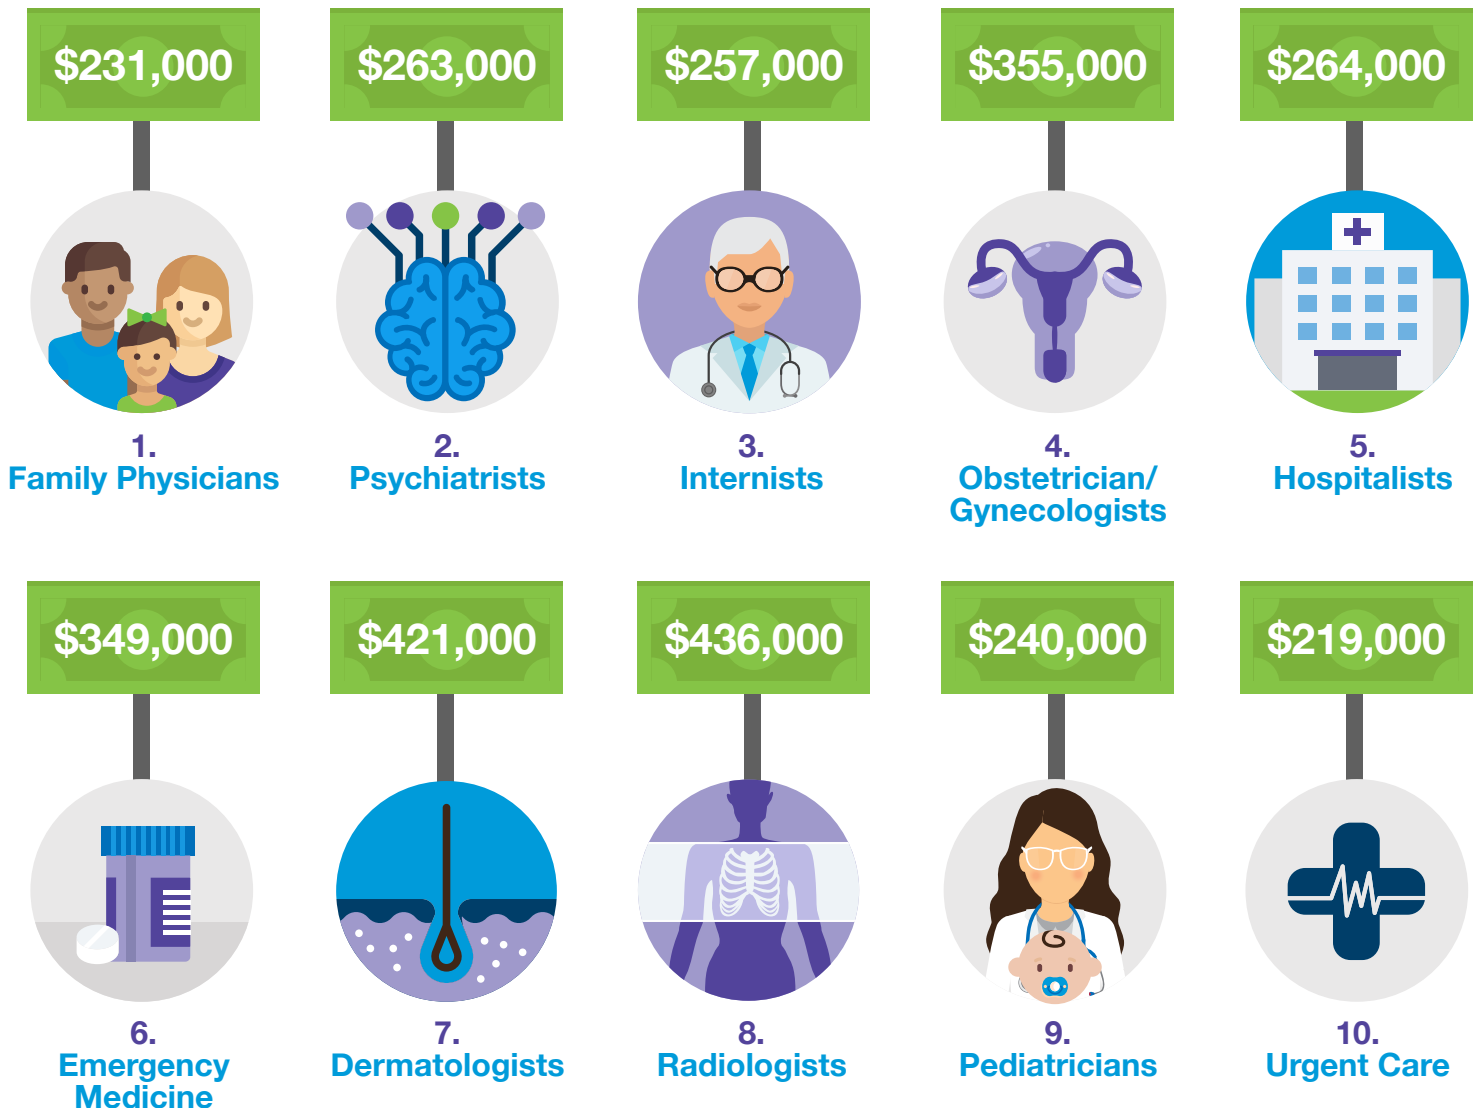 $231,000
$263,000
$257,000
$355,000
$264,000
1.
Family Physicians
2.
Psychiatrists
3.
Internists
4.
Obstetrician/
Gynecologists
5.
Hospitalists
$349,000
$421,000
$436,000
$240,000
$219,000
6.
Emergency
Medicine
7.
Dermatologists
8.
Radiologists
9.
Pediatricians
10.
Urgent Care